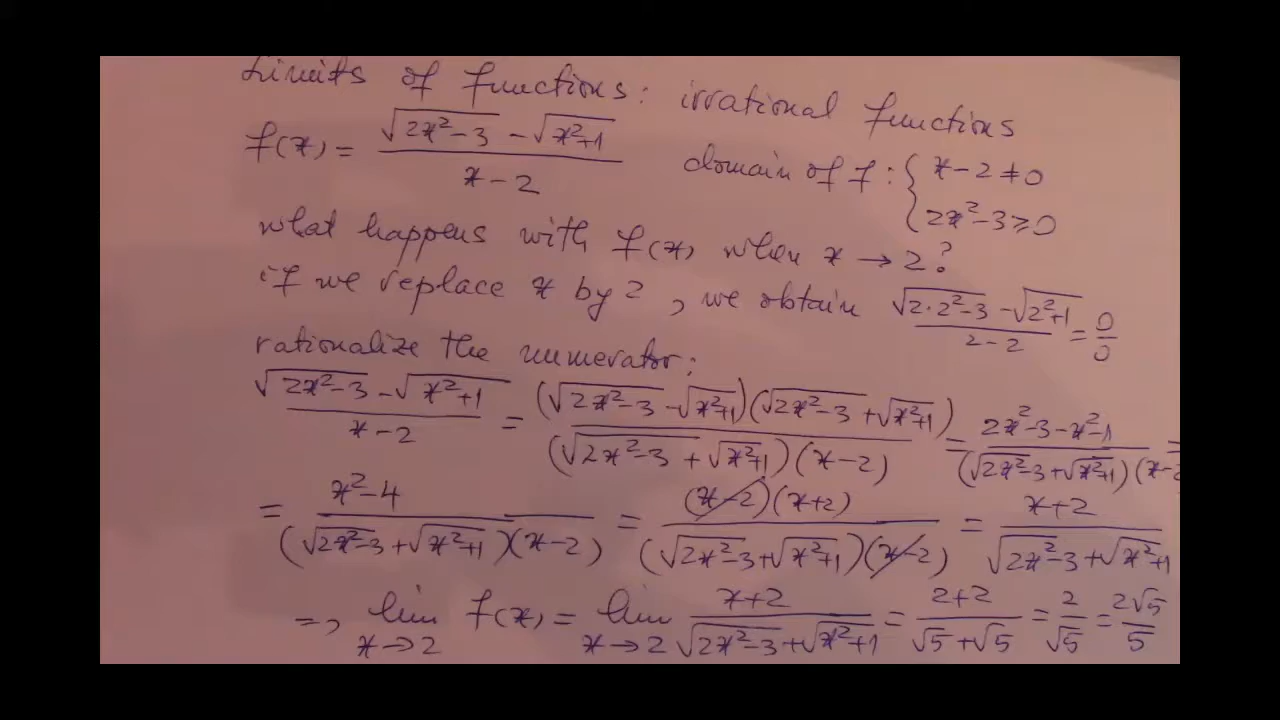 Limits of functions: irrational functions
f(x) = (√(2x²-3) - √(x²+1))/(x-2) domain of f: { x-2≠0
2x²-3≥0
what happens with f(x) when x → 2?
if we replace x by 2, we obtain (√(2·2²-3) - √(2²+1))/(2-2) = 0/0
rationalize the numerator:
(√(2x²-3) - √(x²+1))/(x-2) = ((√(2x²-3) - √(x²+1))(√(2x²-3) + √(x²+1)))/((√(2x²-3) + √(x²+1))(x-2)) = (2x²-3-x²-1)/((√(2x²-3) + √(x²+1))(x-2 =
= (x²-4)/((√(2x²-3) + √(x²+1))(x-2)) = ((x-2)(x+2))/((√(2x²-3) + √(x²+1))(x-2)) = (x+2)/(√(2x²-3) + √(x²+1))
=, lim x→2 f(x) = lim x→2 (x+2)/(√(2x²-3) + √(x²+1)) = (2+2)/(√5 + √5) = 2/√5 = 2√5/5